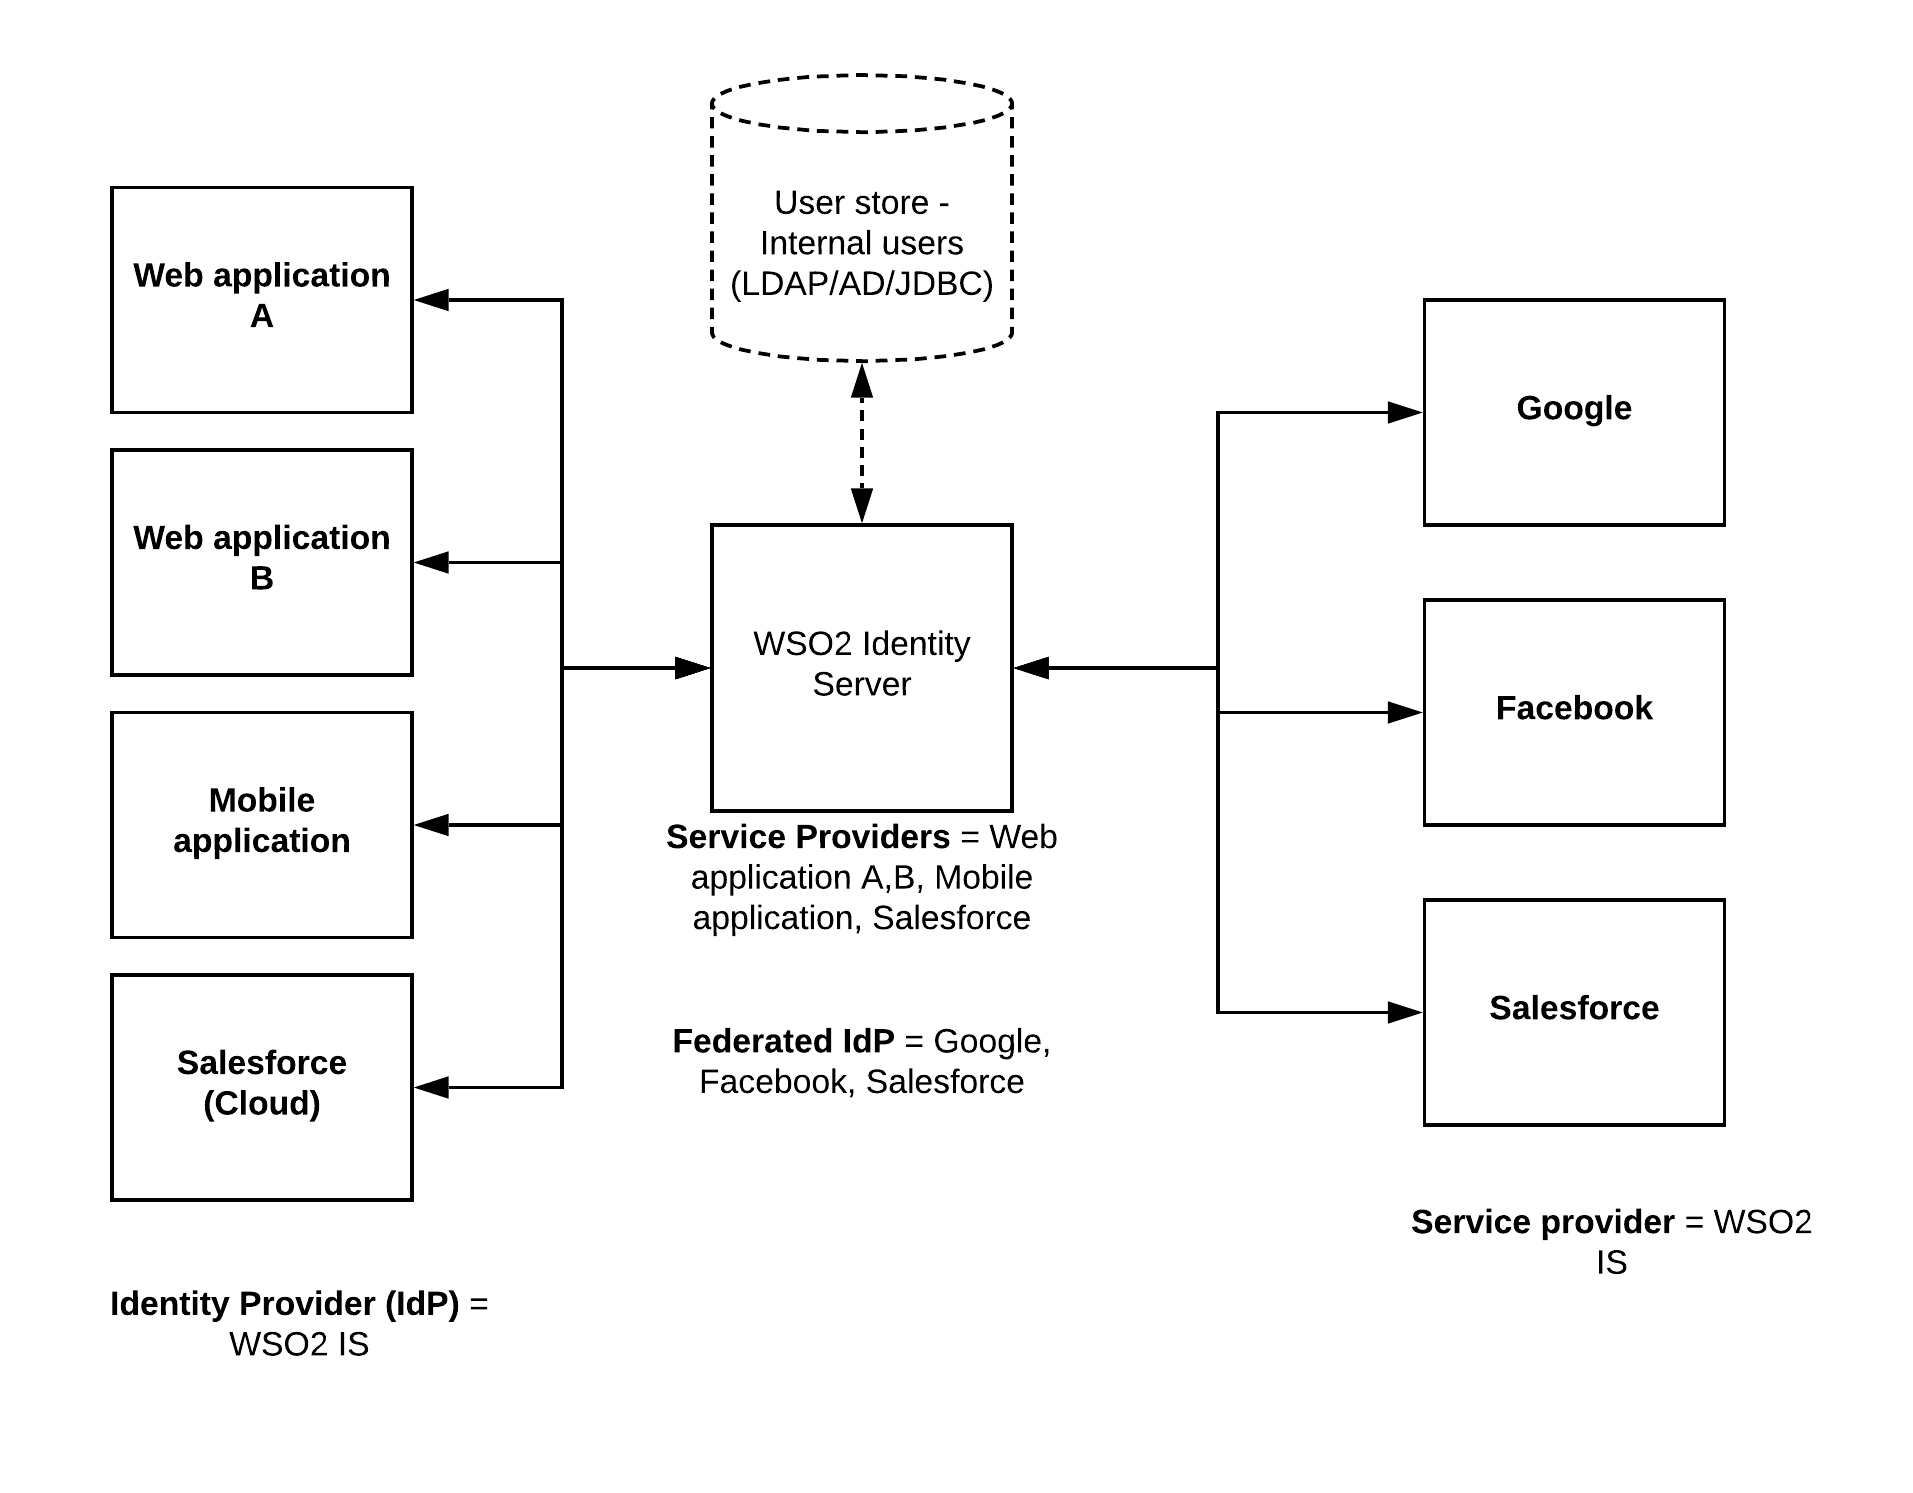 User store -
Internal users
(LDAP/AD/JDBC)
Web application
A
Web application
B
Mobile
application
Salesforce
(Cloud)
Identity Provider (IdP) =
WSO2 IS
WSO2 Identity
Server
Service Providers = Web
application A,B, Mobile
application, Salesforce
Federated IdP = Google,
Facebook, Salesforce
Google
Facebook
Salesforce
Service provider = WSO2
IS